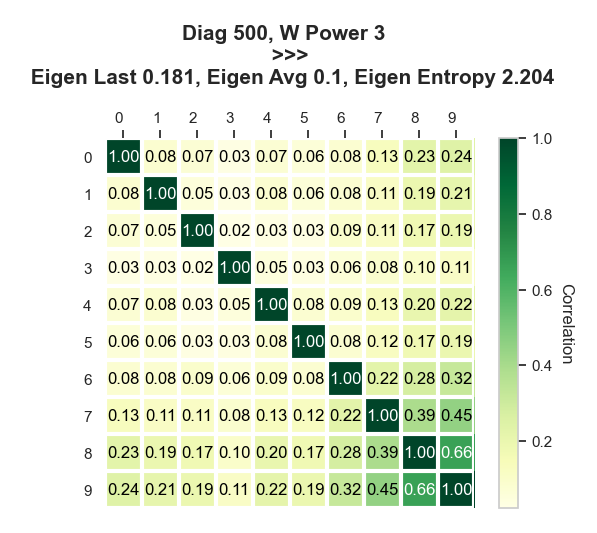 Diag 500, W Power 3
>>>
Eigen Last 0.181, Eigen Avg 0.1, Eigen Entropy 2.204
0 1 2 3 4 5 6 7 8 9
0 1.00 0.08 0.07 0.03 0.07 0.06 0.08 0.13 0.23 0.24
1 0.08 1.00 0.05 0.03 0.08 0.06 0.08 0.11 0.19 0.21
2 0.07 0.05 1.00 0.02 0.03 0.03 0.09 0.11 0.17 0.19
3 0.03 0.03 0.02 1.00 0.05 0.03 0.06 0.08 0.10 0.11
4 0.07 0.08 0.03 0.05 1.00 0.08 0.09 0.13 0.20 0.22
5 0.06 0.06 0.03 0.03 0.08 1.00 0.08 0.12 0.17 0.19
6 0.08 0.08 0.09 0.06 0.09 0.08 1.00 0.22 0.28 0.32
7 0.13 0.11 0.11 0.08 0.13 0.12 0.22 1.00 0.39 0.45
8 0.23 0.19 0.17 0.10 0.20 0.17 0.28 0.39 1.00 0.66
9 0.24 0.21 0.19 0.11 0.22 0.19 0.32 0.45 0.66 1.00
1.0
0.8
0.6
0.4
0.2
Correlation